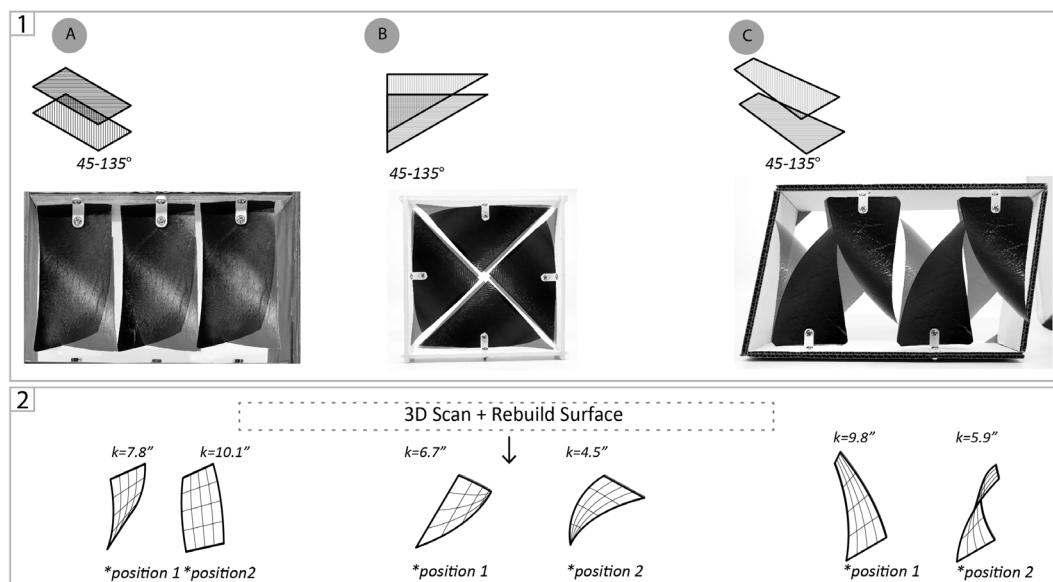 1
A
B
C
45-135°
45-135°
45-135°
2
3D Scan + Rebuild Surface
k=7.8”
k=10.1”
k=6.7”
k=4.5”
k=9.8”
k=5.9”
*position 1
*position2
*position 1
*position 2
*position 1
*position 2